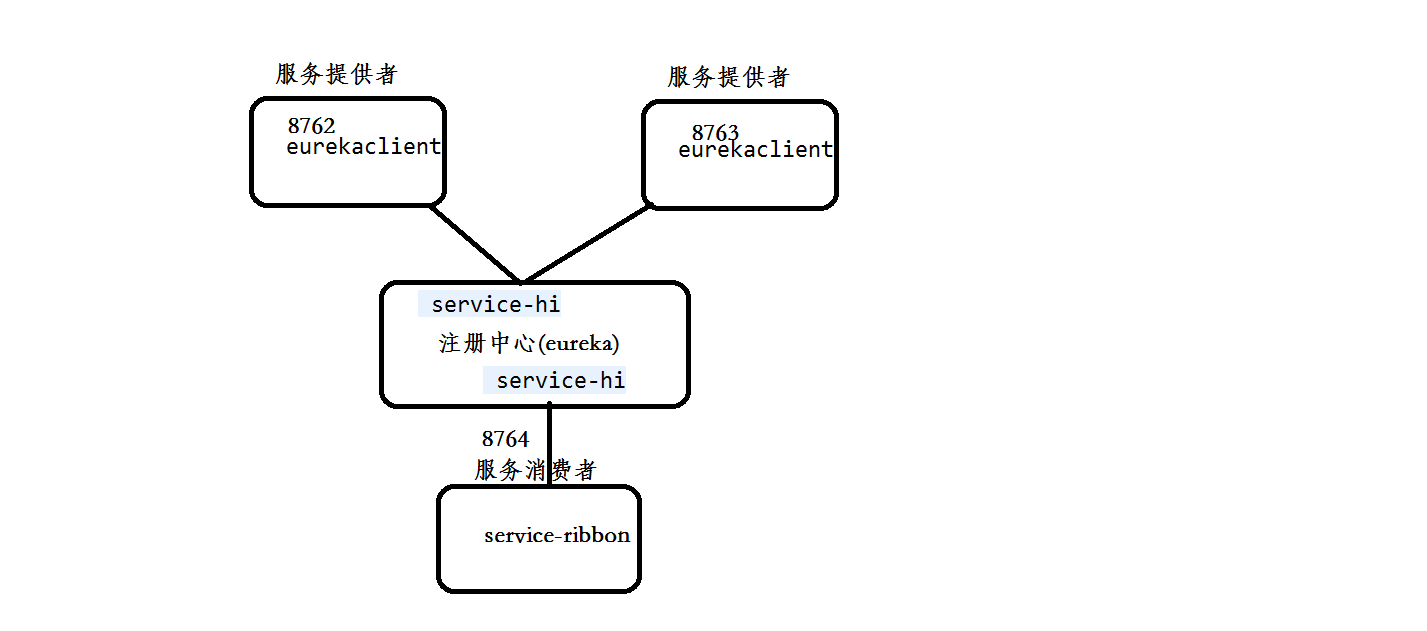 服务提供者
8762
eurekaclient
服务提供者
8763
eurekaclient
service-hi
注册中心(eureka)
service-hi
8764
服务消费者
service-ribbon